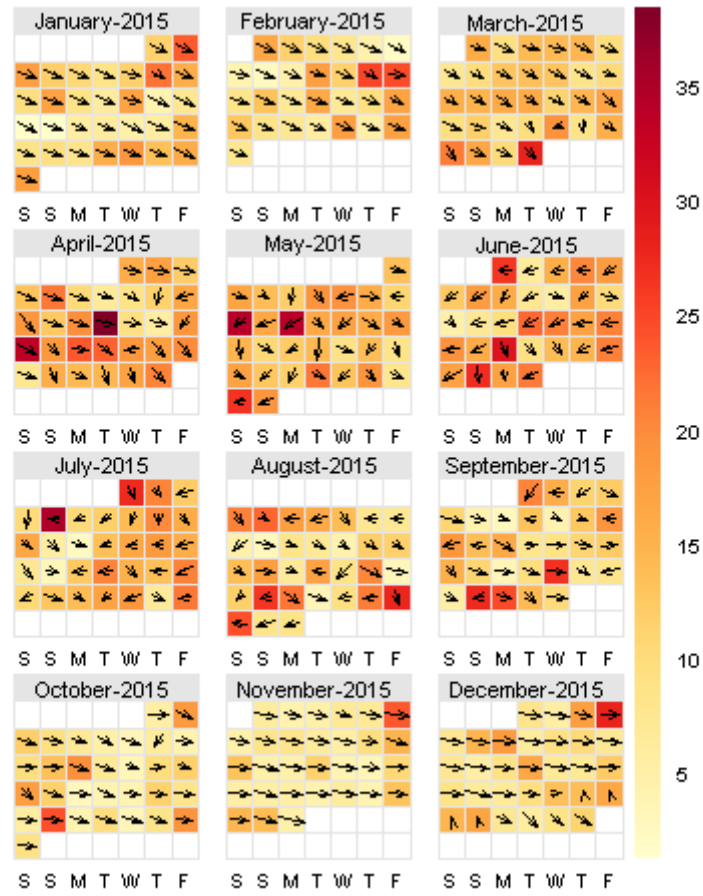 January-2015 February-2015 March-2015
35
30
S S M T W T F S S M T W T F S S M T W T F
April-2015 May-2015 June-2015
25
20
S S M T W T F S S M T W T F S S M T W T F
July-2015 August-2015 September-2015
15
10
S S M T W T F S S M T W T F S S M T W T F
October-2015 November-2015 December-2015
5
S S M T W T F S S M T W T F S S M T W T F